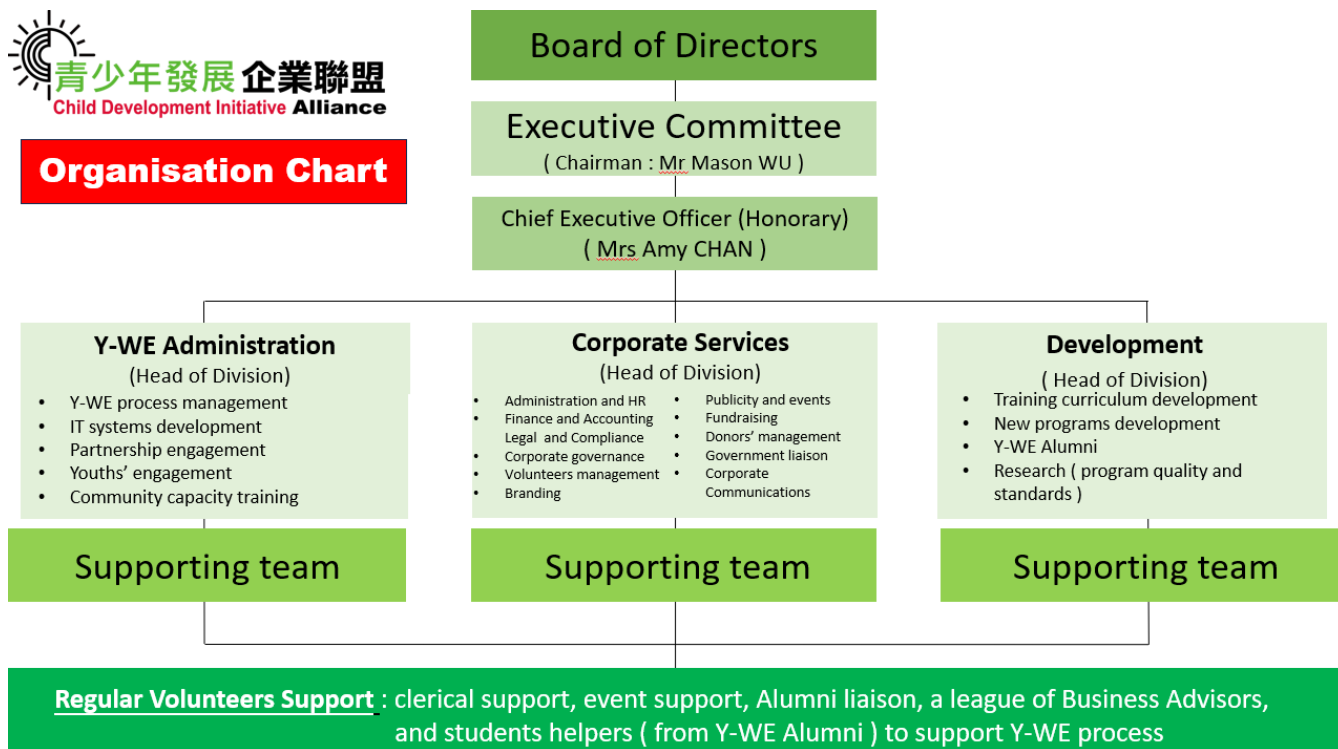 青少年發展 企業聯盟
Child Development Initiative Alliance
Organisation Chart
Board of Directors
Executive Committee
( Chairman : Mr Mason WU )
Chief Executive Officer (Honorary)
( Mrs Amy CHAN )
Y-WE Administration
(Head of Division)
• Y-WE process management
• IT systems development
• Partnership engagement
• Youths’ engagement
• Community capacity training
Corporate Services
(Head of Division)
• Administration and HR
• Finance and Accounting
Legal and Compliance
• Corporate governance
• Volunteers management
• Branding
• Publicity and events
• Fundraising
• Donors’ management
• Government liaison
• Corporate
Communications
Development
( Head of Division)
• Training curriculum development
• New programs development
• Y-WE Alumni
• Research ( program quality and
standards )
Supporting team
Supporting team
Supporting team
Regular Volunteers Support : clerical support, event support, Alumni liaison, a league of Business Advisors,
and students helpers ( from Y-WE Alumni ) to support Y-WE process